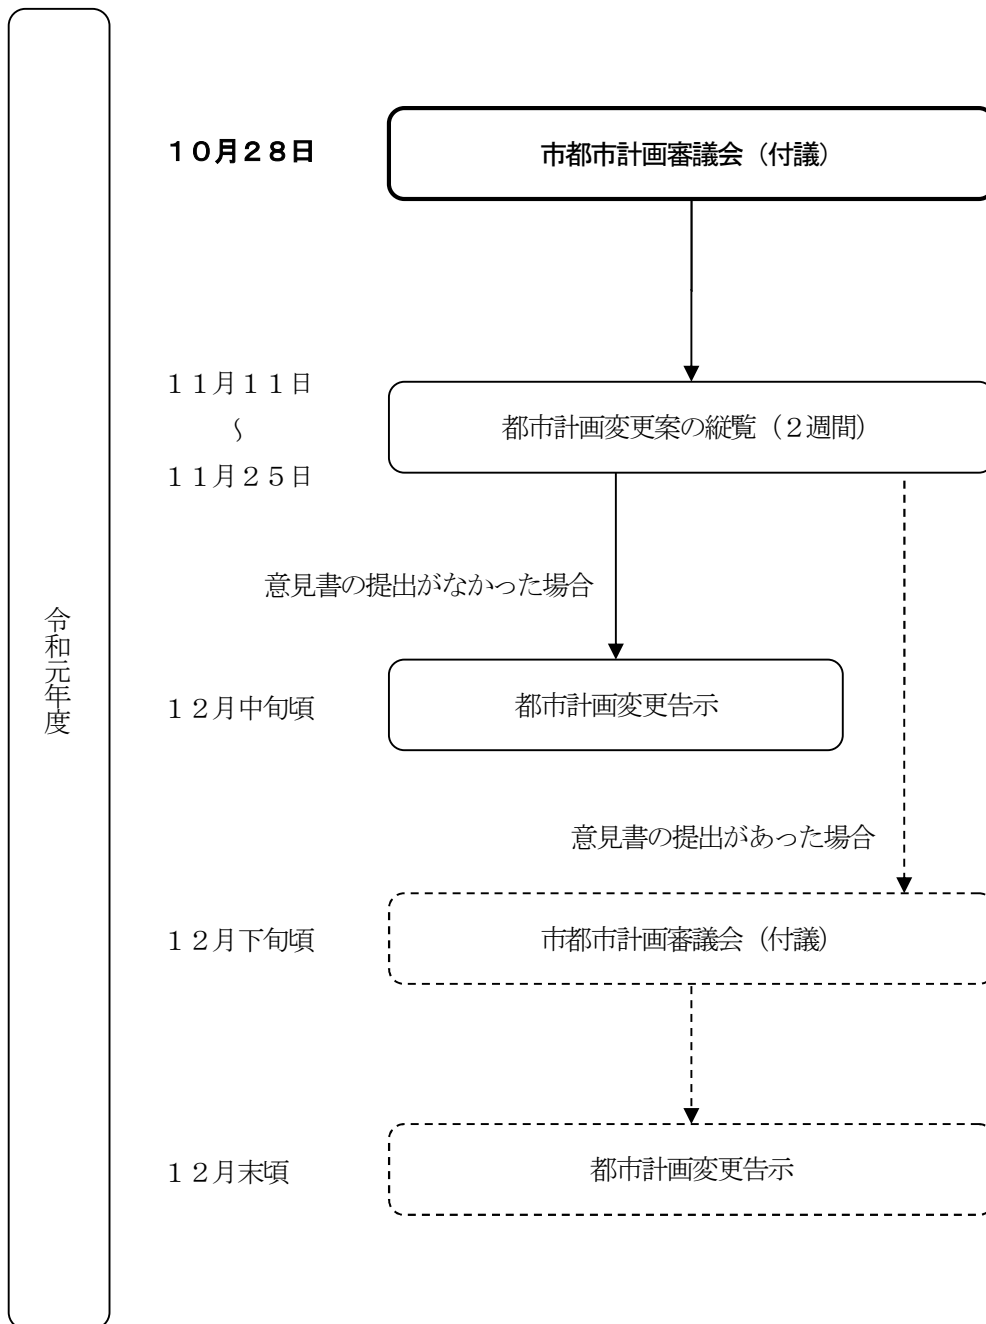 令和元年度
１０月２８日
市都市計画審議会（付議）
１１月１１日
～
１１月２５日
都市計画変更案の縦覧（２週間）
意見書の提出がなかった場合
１２月中旬頃
都市計画変更告示
意見書の提出があった場合
１２月下旬頃
市都市計画審議会（付議）
１２月末頃
都市計画変更告示